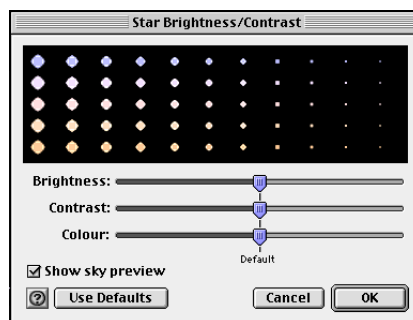 Star Brightness/Contrast
Brightness:
Contrast:
Colour:
Default
Show sky preview
? Use Defaults Cancel OK